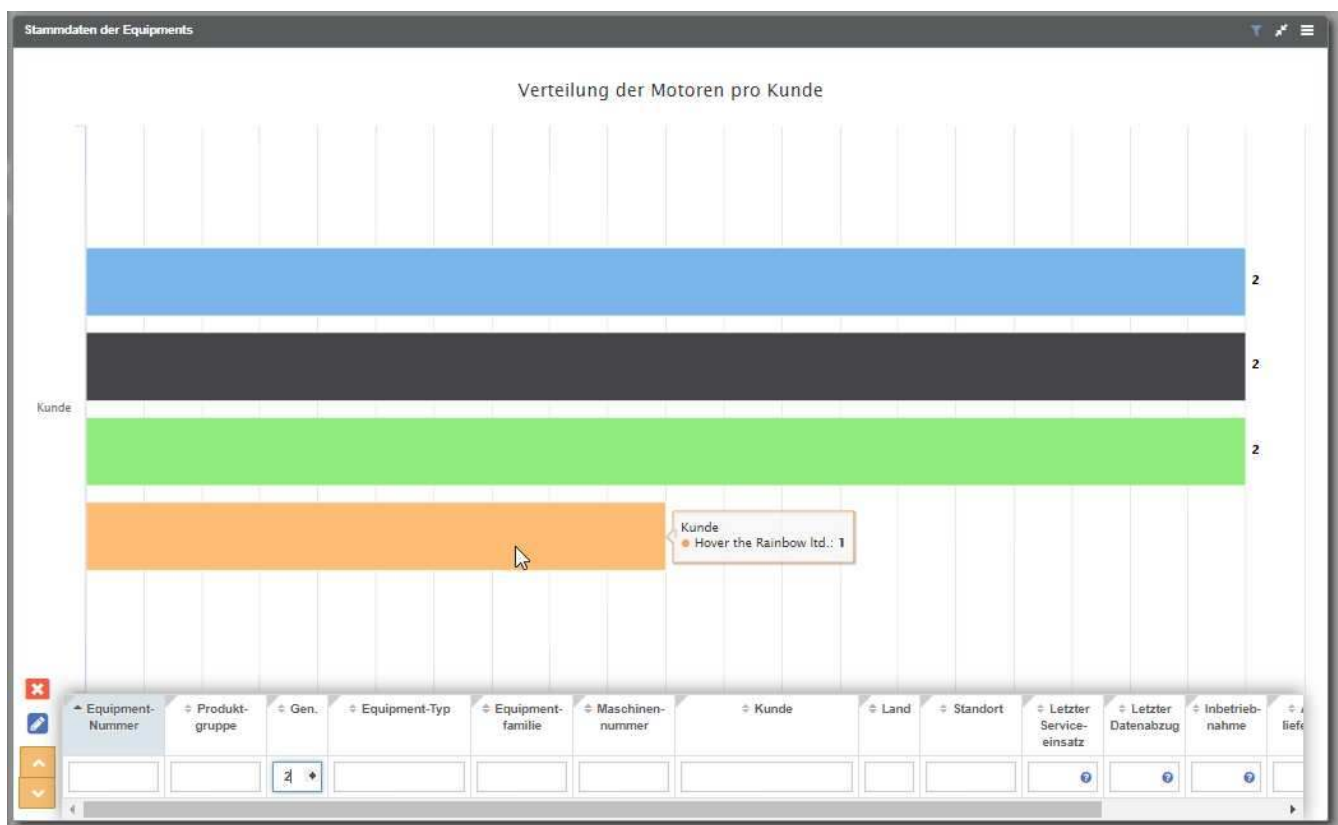 Stammdaten der Equipments
Verteilung der Motoren pro Kunde
2
2
Kunde
2
Kunde
Hover the Rainbow ltd.: 1
Equipment-
Nummer
Produkt-
gruppe
Gen.
Equipment-Typ
Equipment-
familie
Maschinen-
nummer
Kunde
Land
Standort
Letzter
Service-
einsatz
Letzter
Datenabzug
Inbetrieb-
nahme
liefe
2